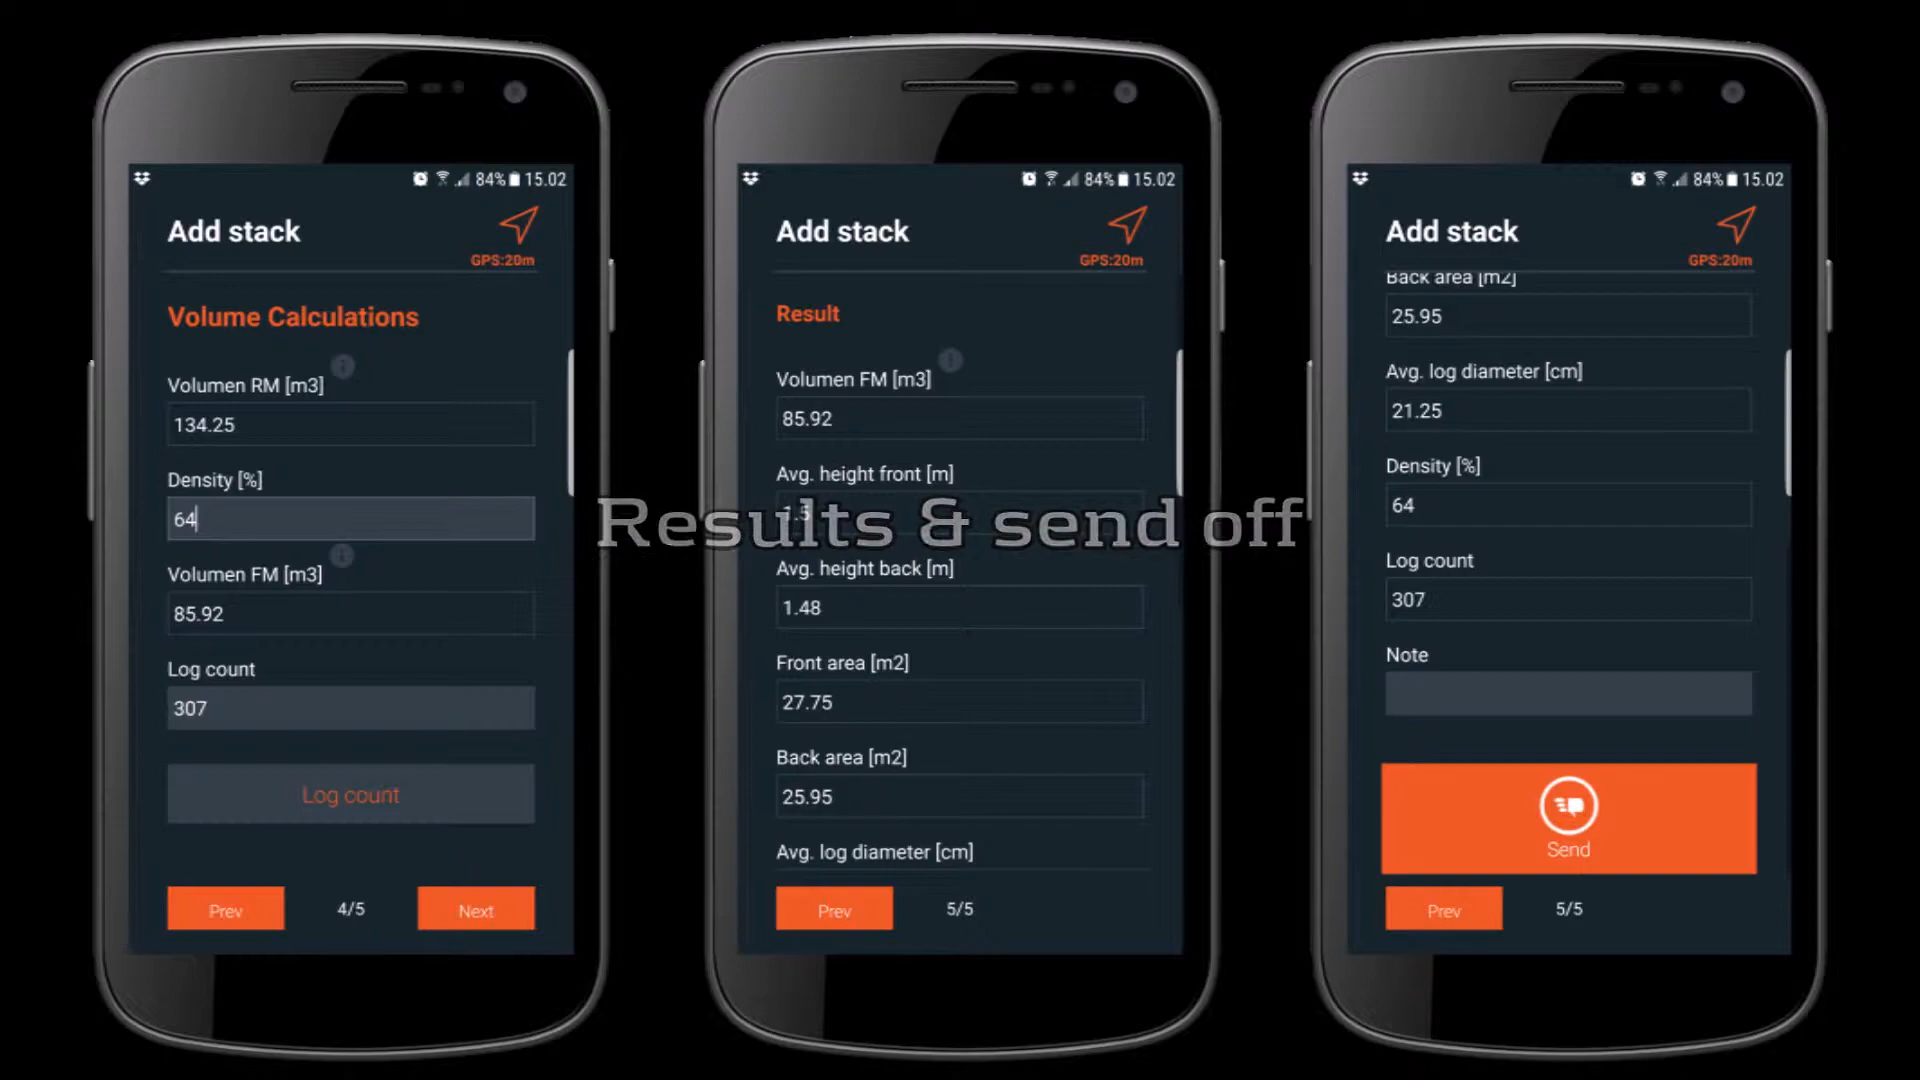 84% 15.02
Add stack
GPS:20m
Volume Calculations
Volumen RM [m3]
134.25
Density [%]
64
Volumen FM [m3]
85.92
Log count
307
Log count
Prev
4/5
Next
84% 15.02
Add stack
GPS:20m
Result
Volumen FM [m3]
85.92
Avg. height front [m]
1.5
Avg. height back [m]
1.48
Front area [m2]
27.75
Back area [m2]
25.95
Avg. log diameter [cm]
Prev
5/5
84% 15.02
Add stack
GPS:20m
Back area [m2]
25.95
Avg. log diameter [cm]
21.25
Density [%]
64
Log count
307
Note
Send
Prev
5/5
Results & send off